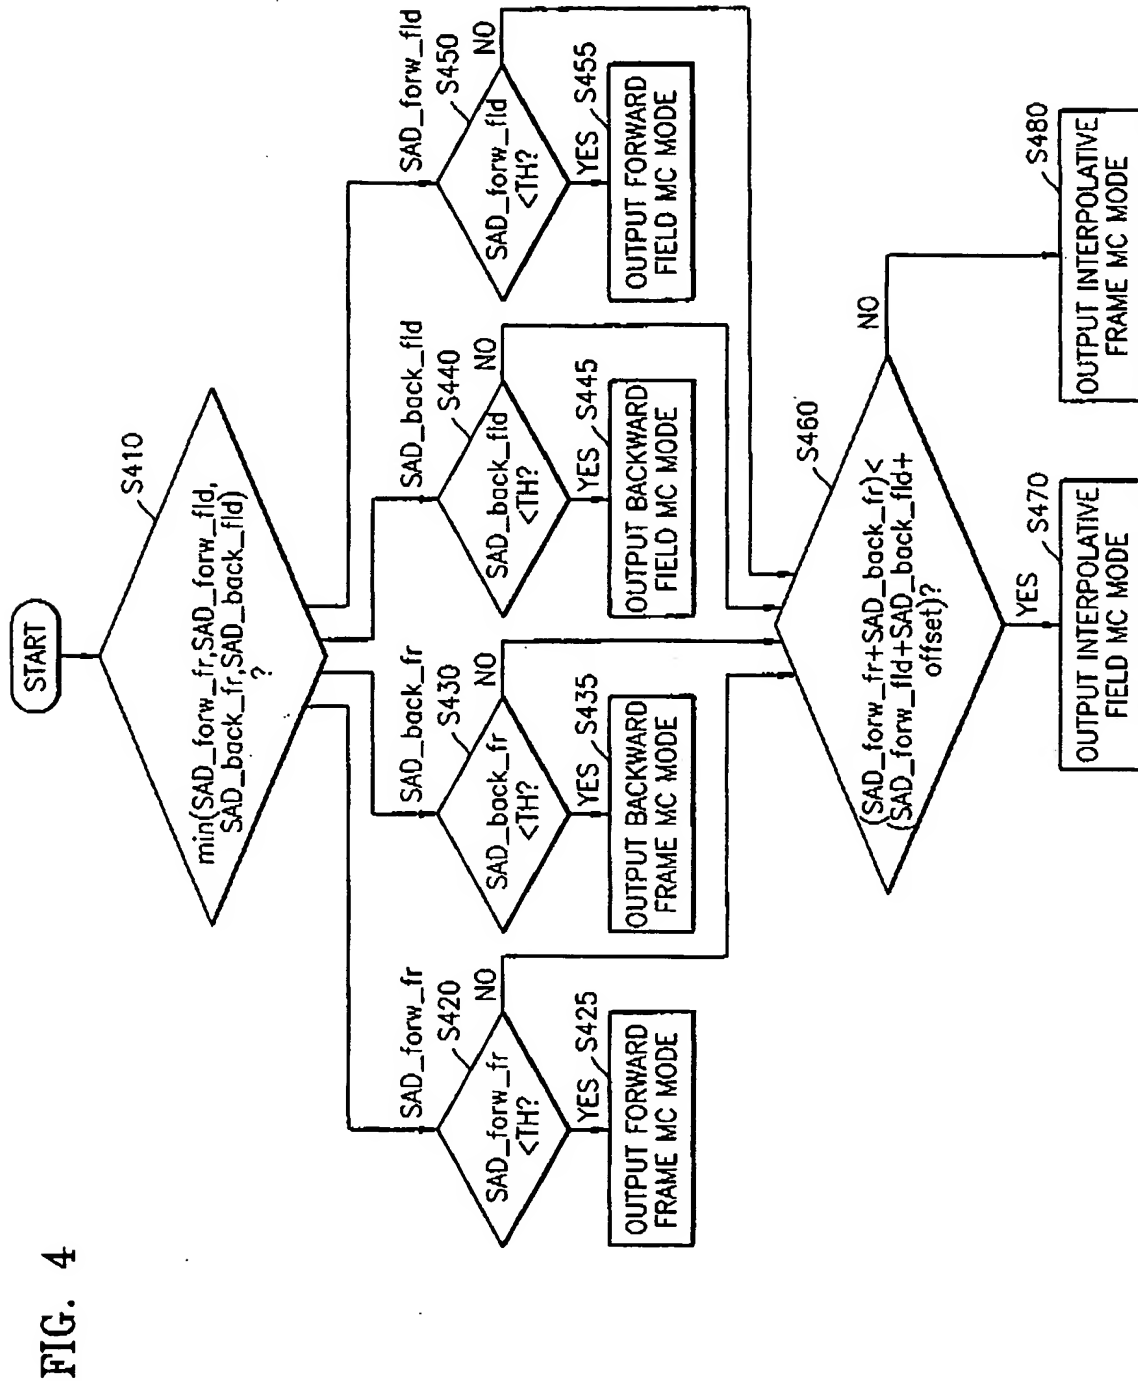 FIG. 4
START
S410
min(SAD_forw_fr,SAD_forw_fld,
SAD_back_fr,SAD_back_fld)
?
SAD_forw_fr
S420
SAD_forw_fr
<TH?
NO
YES
S425
OUTPUT FORWARD
FRAME MC MODE
SAD_back_fr
S430
SAD_back_fr
<TH?
NO
YES
S435
OUTPUT BACKWARD
FRAME MC MODE
SAD_back_fld
S440
SAD_back_fld
<TH?
NO
YES
S445
OUTPUT BACKWARD
FIELD MC MODE
SAD_forw_fld
S450
SAD_forw_fld
<TH?
NO
YES
S455
OUTPUT FORWARD
FIELD MC MODE
S460
(SAD_forw_fr+SAD_back_fr)<
(SAD_forw_fld+SAD_back_fld+
offset)?
NO
YES
S470
OUTPUT INTERPOLATIVE
FIELD MC MODE
S480
OUTPUT INTERPOLATIVE
FRAME MC MODE